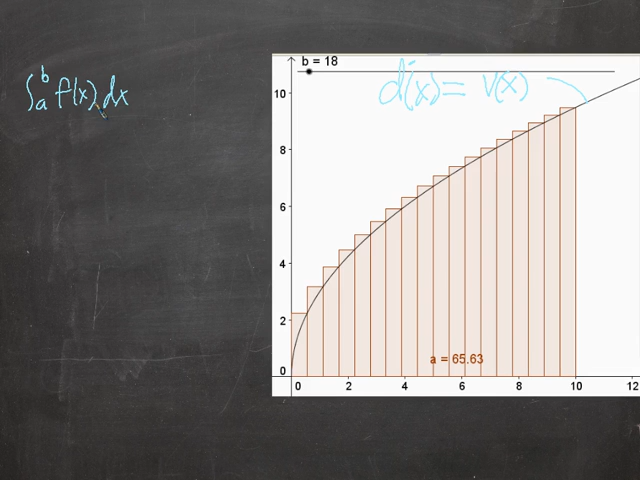 ∫ₐᵇ f(x) dx
b = 18
d'(x) = v(x)
10
8
6
4
2
0
a = 65.63
0 2 4 6 8 10 12